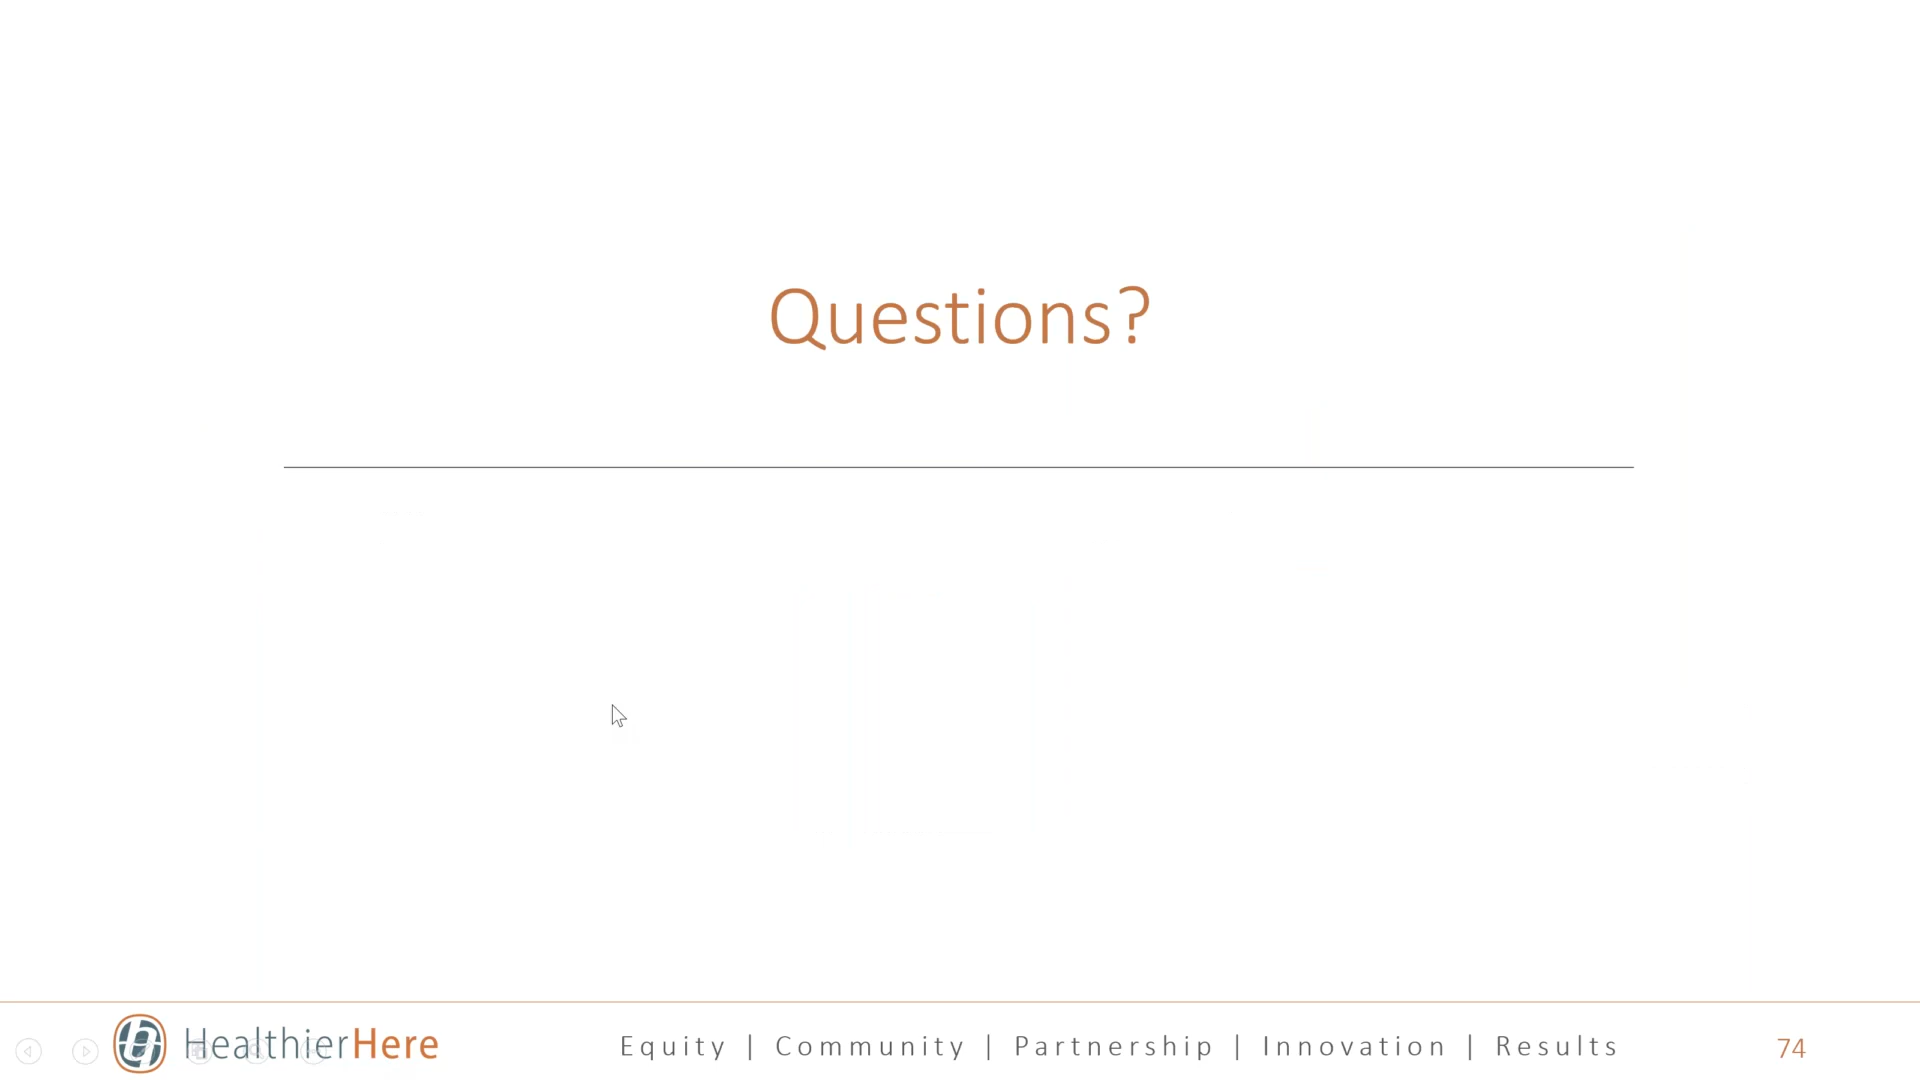 Questions?
HealthierHere
Equity | Community | Partnership | Innovation | Results
74